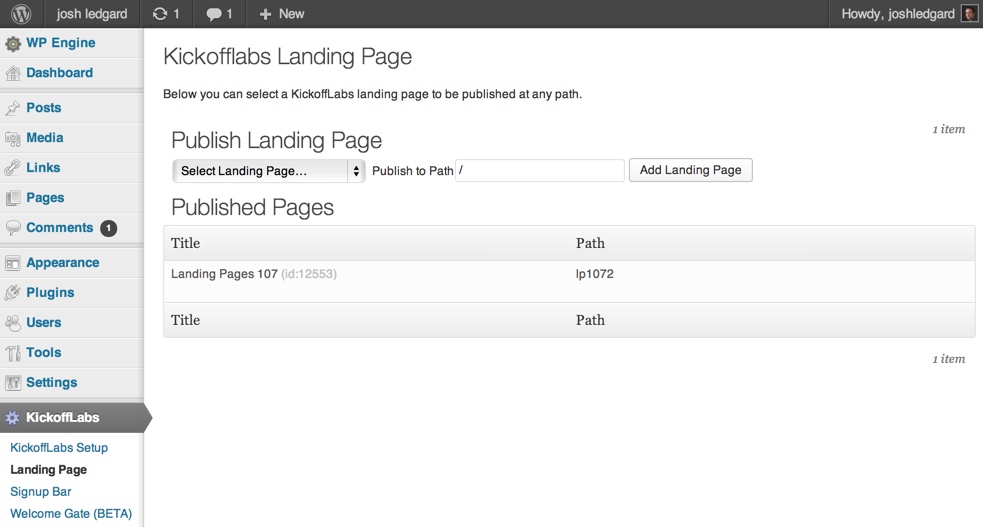 josh ledgard 1 1 New Howdy, joshledgard
WP Engine
Dashboard
Posts
Media
Links
Pages
Comments 1
Appearance
Plugins
Users
Tools
Settings
KickoffLabs
KickoffLabs Setup
Landing Page
Signup Bar
Welcome Gate (BETA)
Kickofflabs Landing Page
Below you can select a KickoffLabs landing page to be published at any path.
1 item
Publish Landing Page
Select Landing Page... Publish to Path / Add Landing Page
Published Pages
Title Path
Landing Pages 107 (id:12553) lp1072
Title Path
1 item